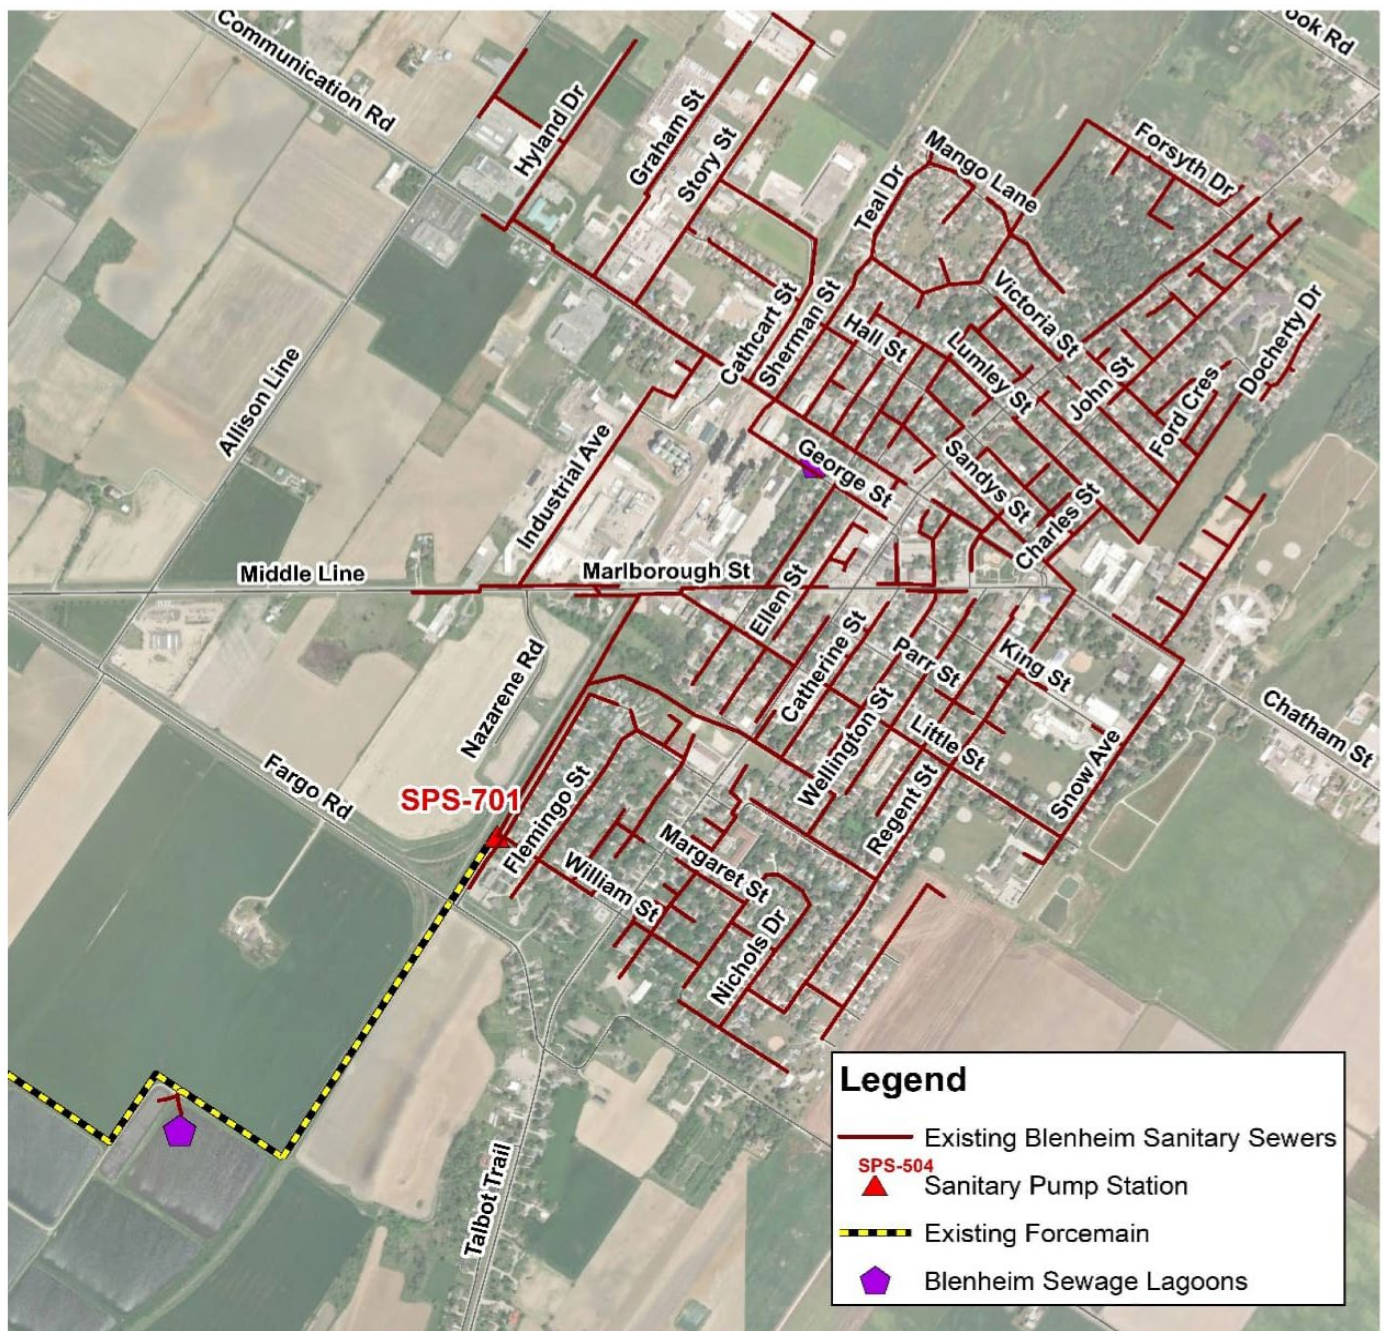 Communication Rd
ook Rd
Hyland Dr
Graham St
Story St
Teal Dr
Mango Lane
Forsyth Dr
Allison Line
Cathcart St
Sherman St
Hall St
Victoria St
Lumley St
John St
Ford Cres
Docherty Dr
Industrial Ave
George St
Sandys St
Charles St
Middle Line
Marlborough St
Ellen St
Nazarene Rd
Catherine St
Parr St
King St
Wellington St
Little St
Chatham St
Fargo Rd
SPS-701
Flemingo St
Regent St
Snow Ave
Margaret St
William St
Nichols Dr
Talbot Trail
Legend
Existing Blenheim Sanitary Sewers
SPS-504
Sanitary Pump Station
Existing Forcemain
Blenheim Sewage Lagoons